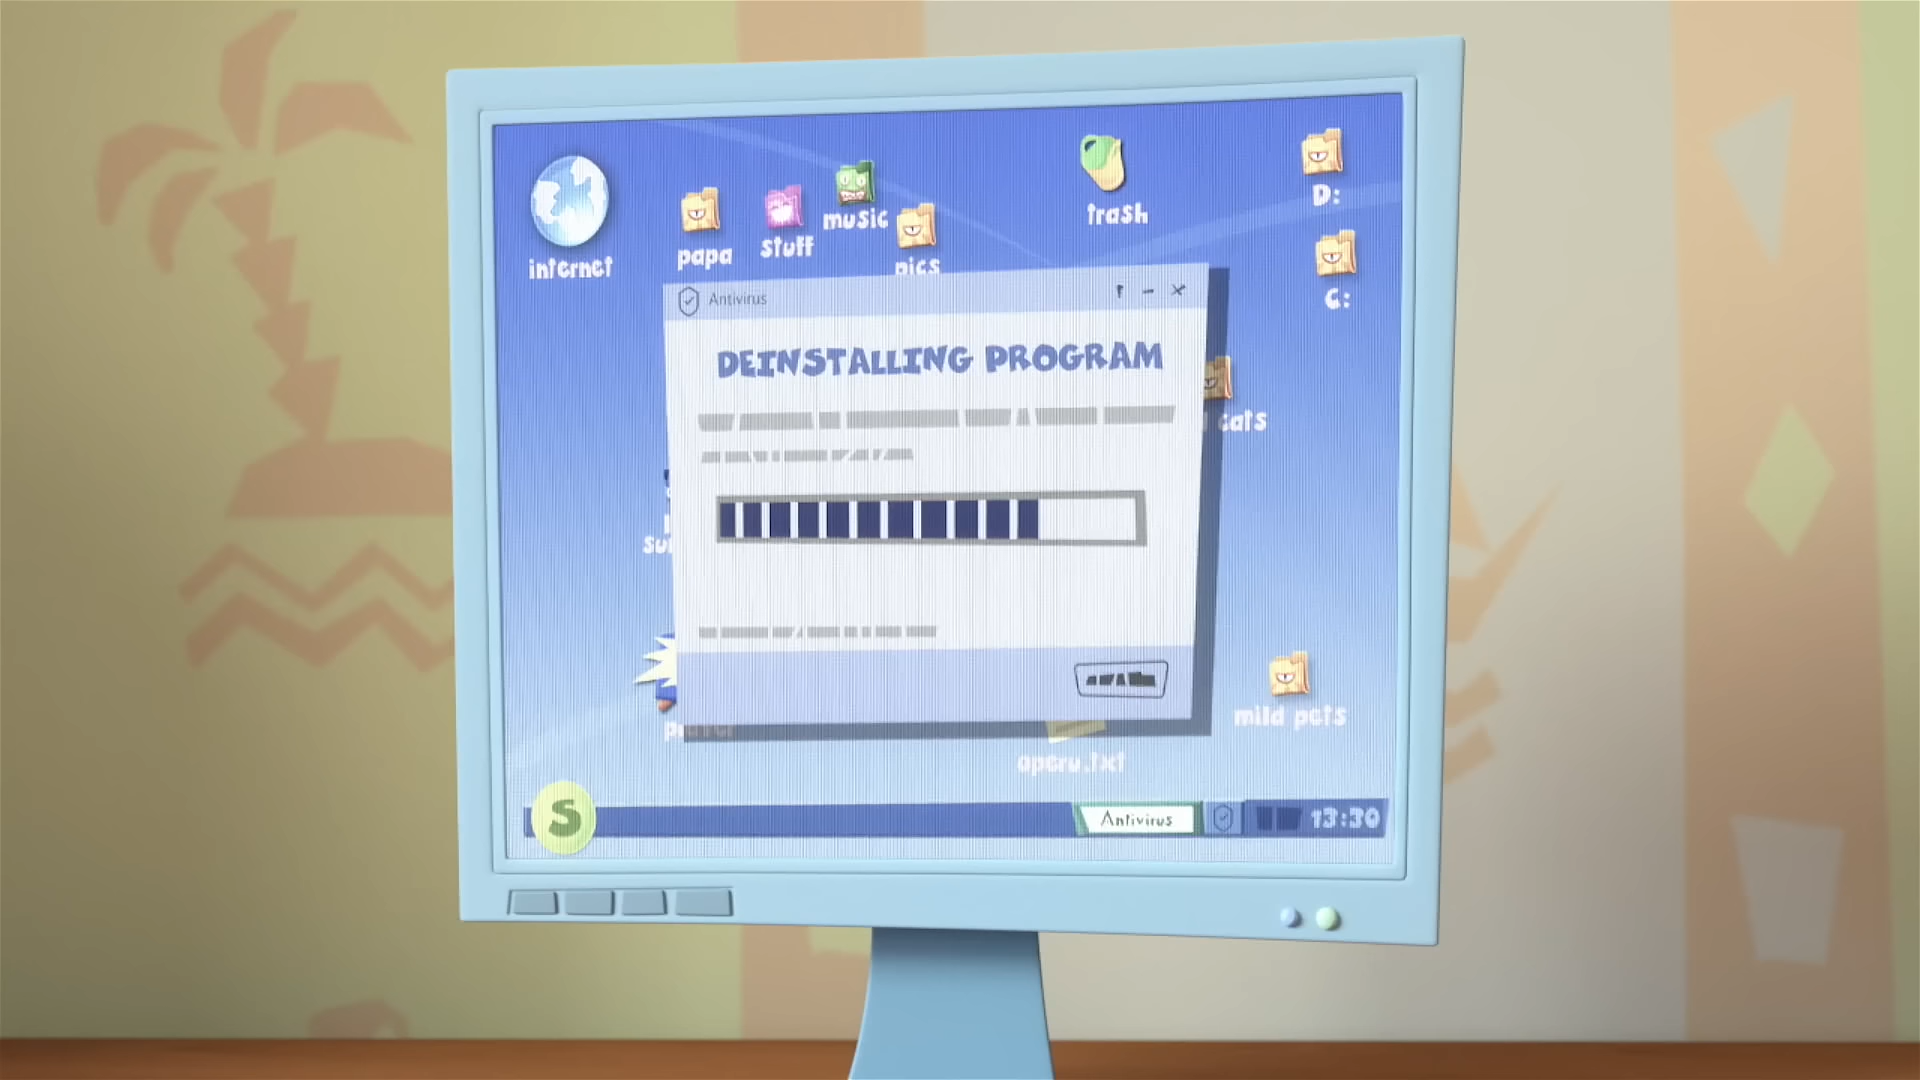 internet
papa
stuff
music
pics
trash
D:
C:
Antivirus
DEINSTALLING PROGRAM
cats
mild pets
S
Antivirus
13:30